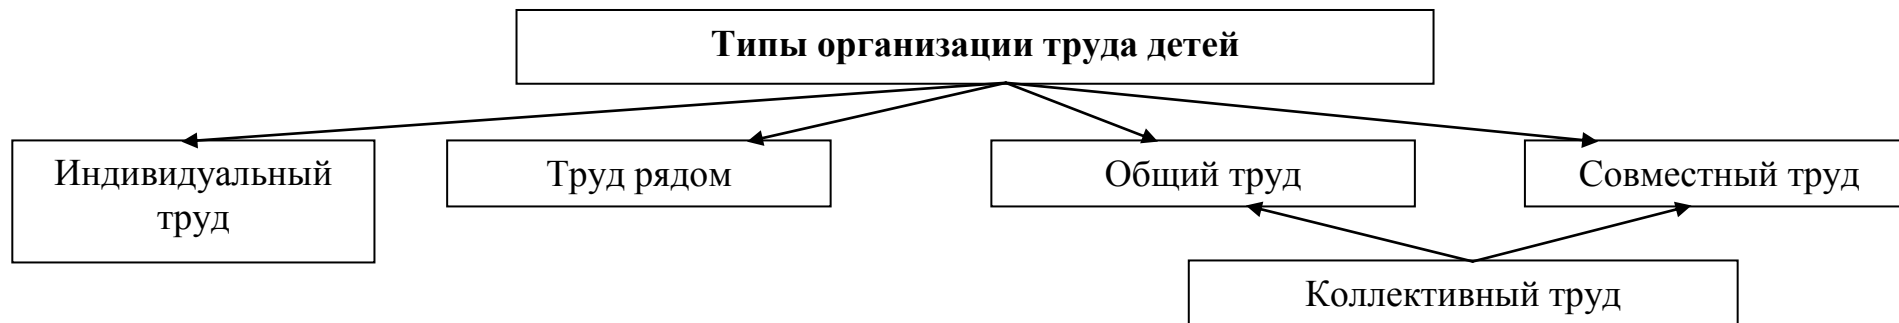 Типы организации труда детей
Индивидуальный
труд
Труд рядом
Общий труд
Совместный труд
Коллективный труд